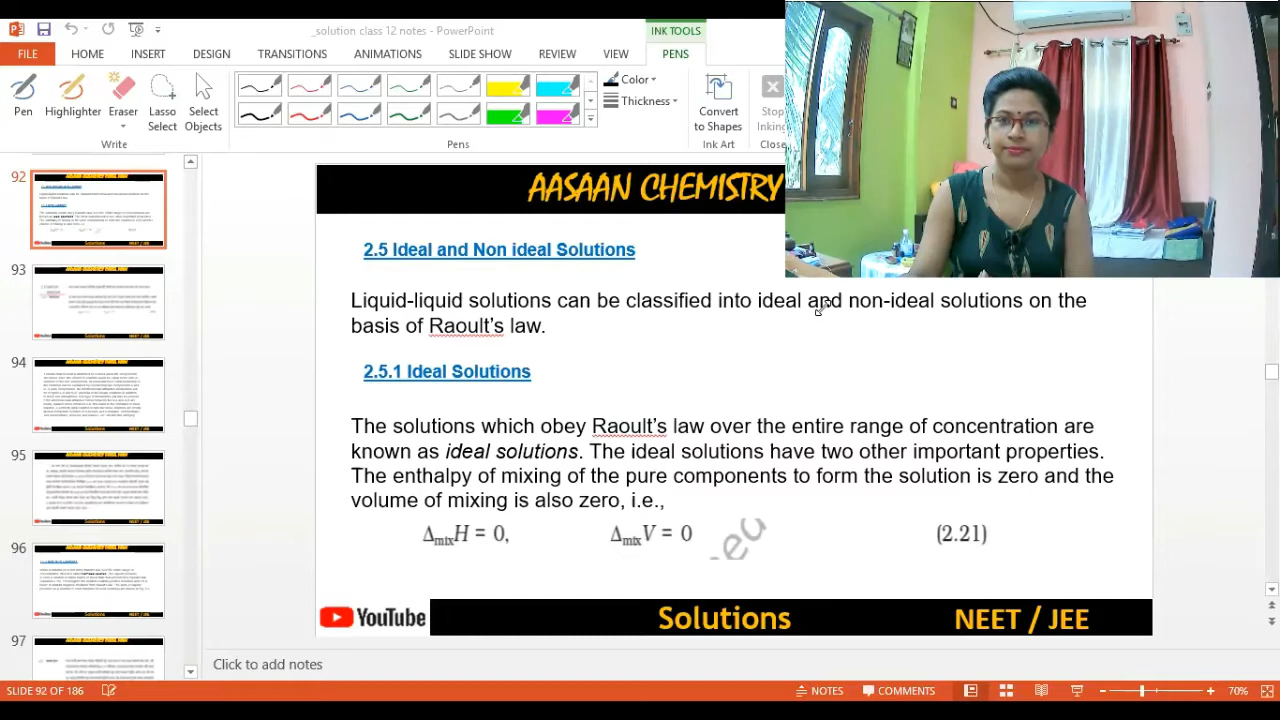 _solution class 12 notes - PowerPoint
INK TOOLS
FILE HOME INSERT DESIGN TRANSITIONS ANIMATIONS SLIDE SHOW REVIEW VIEW PENS
Pen Highlighter Eraser Lasso Select Select Objects
Color
Thickness
Convert to Shapes
Stop Inking
Write Pens Ink Art Close
92
93
94
95
96
97
AASAAN CHEMISTRY
2.5 Ideal and Non ideal Solutions
Liquid-liquid solutions can be classified into ideal and non-ideal solutions on the
basis of Raoult's law.
2.5.1 Ideal Solutions
The solutions which obey Raoult's law over the entire range of concentration are
known as ideal solutions. The ideal solutions have two other important properties.
The enthalpy of mixing of the pure components to form the solution is zero and the
volume of mixing is also zero, i.e.,
ΔmixH = 0, ΔmixV = 0 (2.21)
YouTube Solutions NEET / JEE
Click to add notes
SLIDE 92 OF 186 NOTES COMMENTS 70%